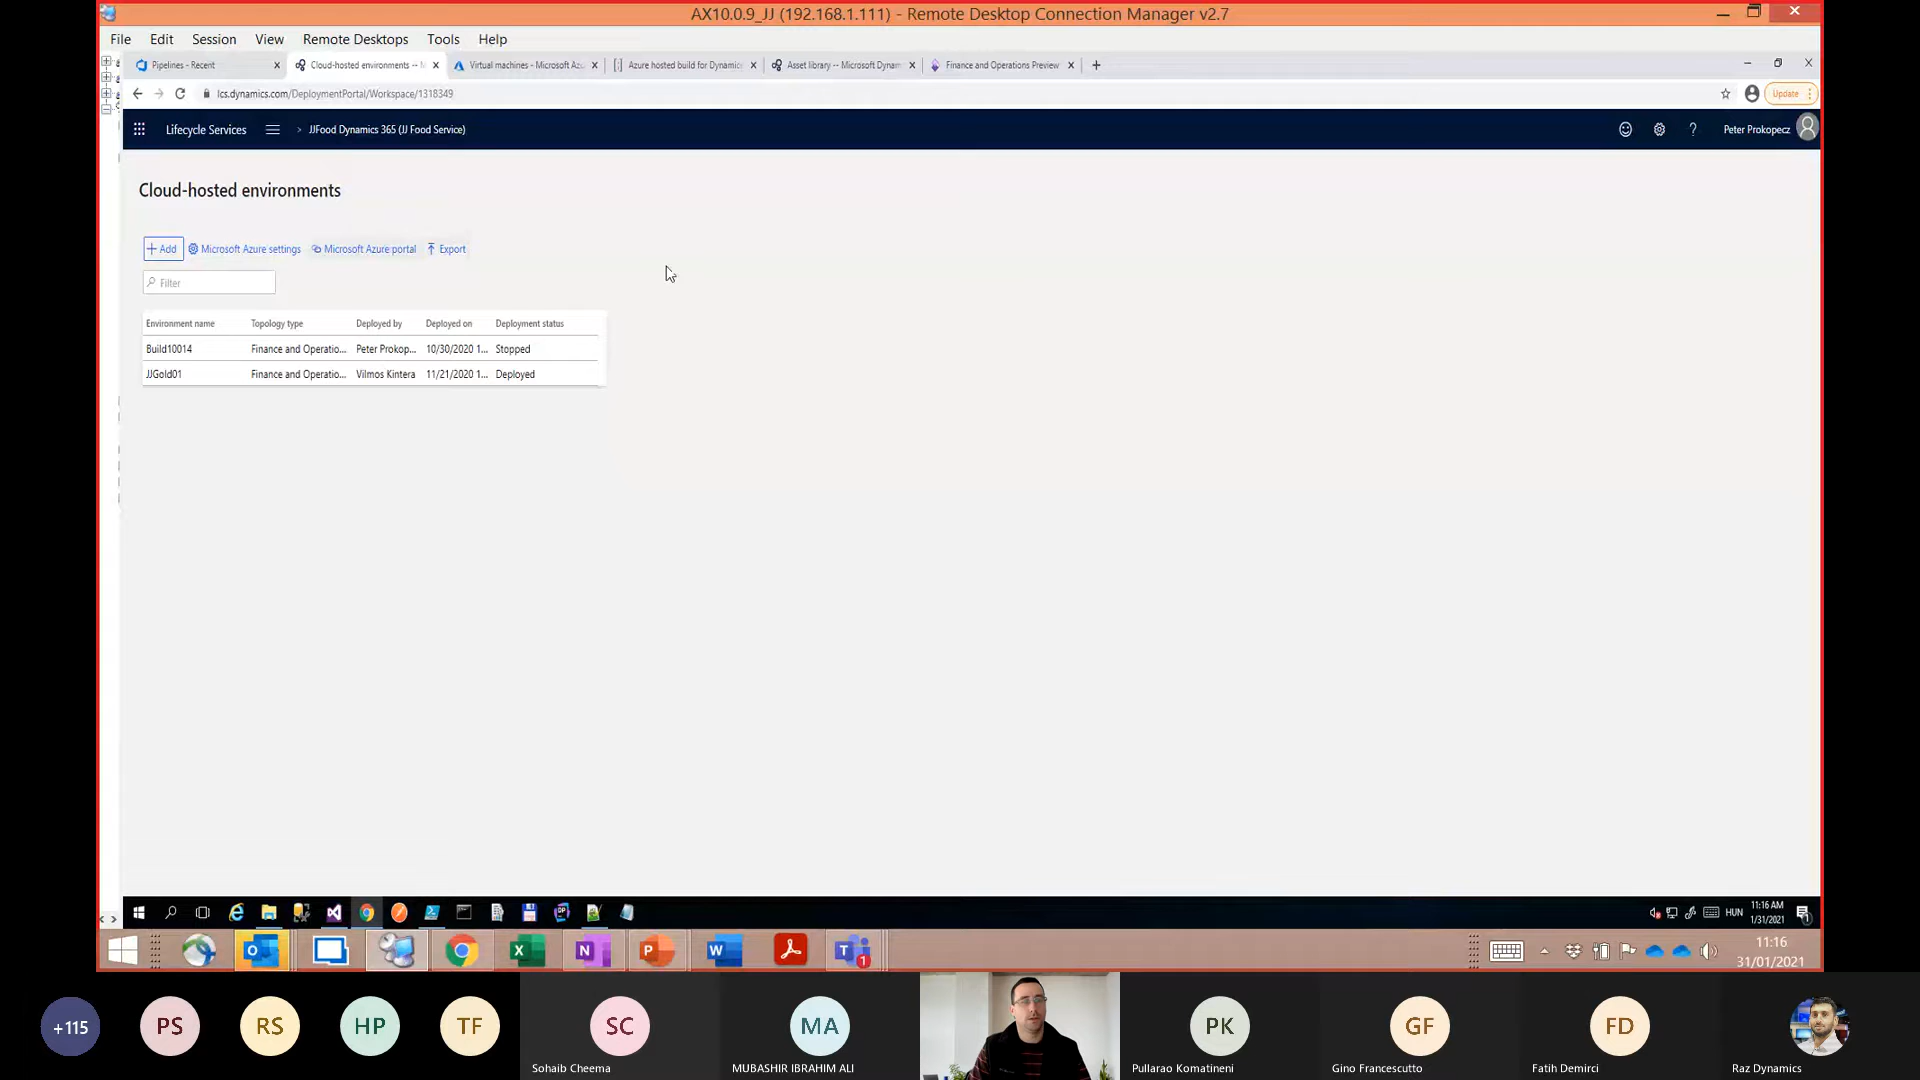 AX10.0.9_JJ (192.168.1.111) - Remote Desktop Connection Manager v2.7
File Edit Session View Remote Desktops Tools Help
Pipelines - Recent
Cloud-hosted environments -- M
Virtual machines - Microsoft Azu
Azure hosted build for Dynamics
Asset library -- Microsoft Dynam
Finance and Operations Preview
lcs.dynamics.com/DeploymentPortal/Workspace/1318349
Update
Lifecycle Services > JJFood Dynamics 365 (JJ Food Service)
? Peter Prokopecz
Cloud-hosted environments
+ Add Microsoft Azure settings Microsoft Azure portal Export
Filter
Environment name Topology type Deployed by Deployed on Deployment status
Build10014 Finance and Operatio... Peter Prokop... 10/30/2020 1... Stopped
JJGold01 Finance and Operatio... Vilmos Kintera 11/21/2020 1... Deployed
HUN
11:16 AM
1/31/2021
11:16
31/01/2021
+115 PS RS HP TF SC MA PK GF FD
Sohaib Cheema MUBASHIR IBRAHIM ALI Pullarao Komatineni Gino Francescutto Fatih Demirci Raz Dynamics